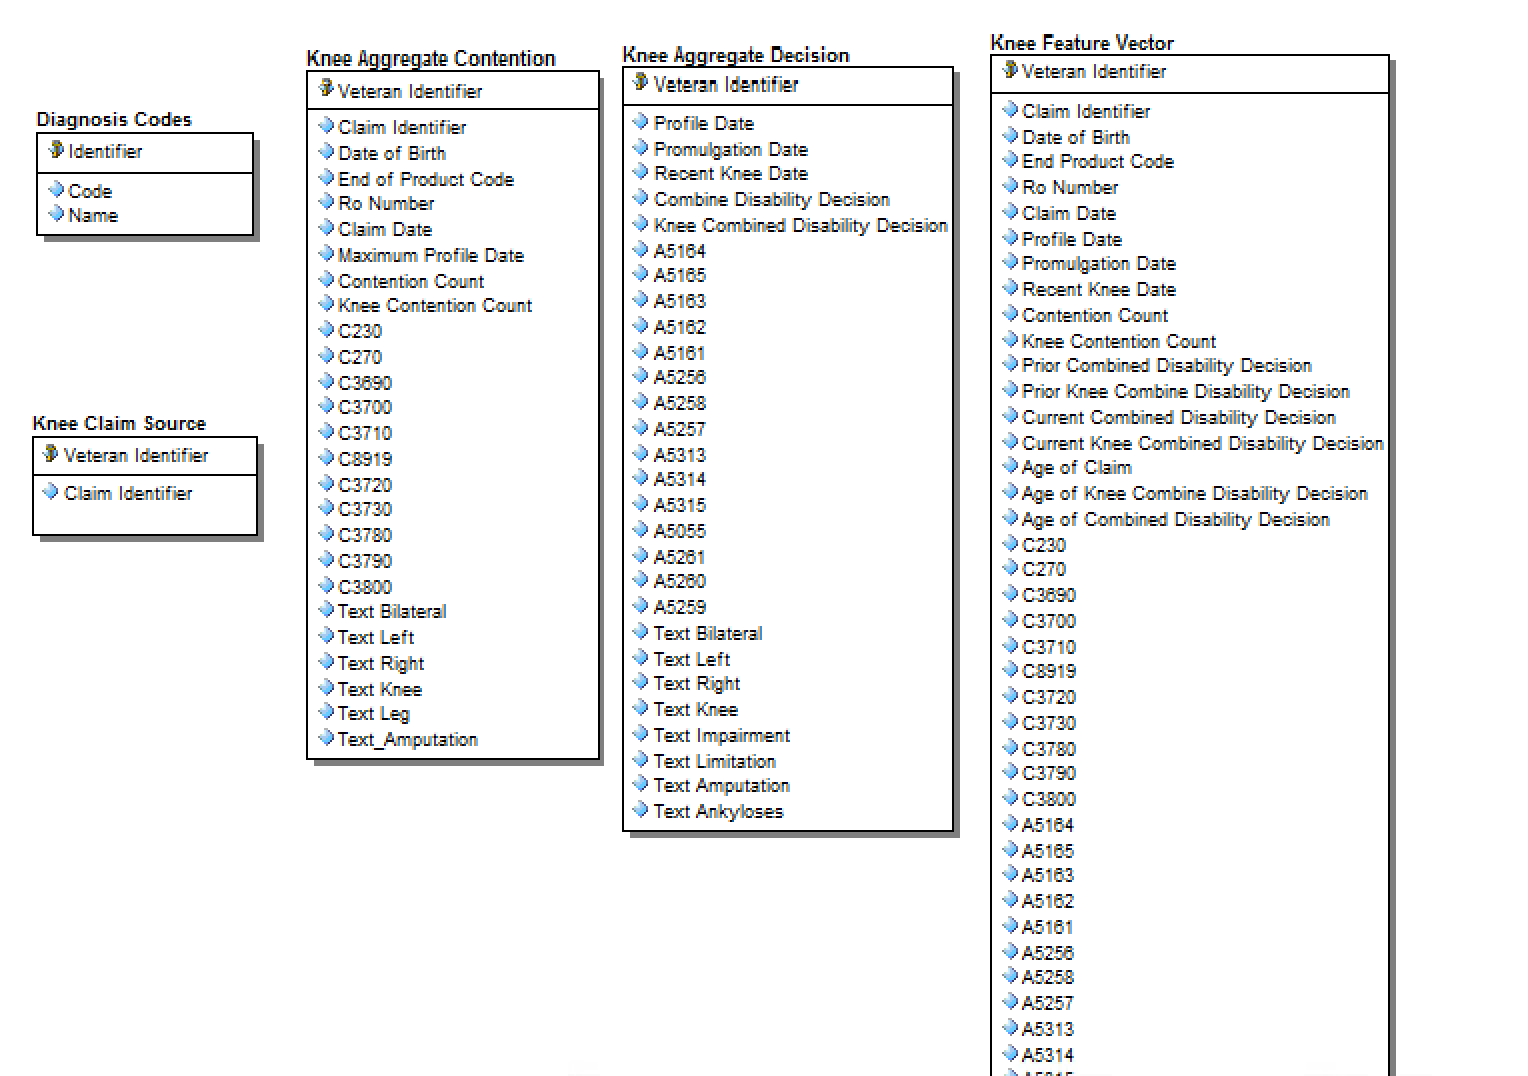 Diagnosis Codes
Identifier
Code
Name
Knee Claim Source
Veteran Identifier
Claim Identifier
Knee Aggregate Contention
Veteran Identifier
Claim Identifier
Date of Birth
End of Product Code
Ro Number
Claim Date
Maximum Profile Date
Contention Count
Knee Contention Count
C230
C270
C3690
C3700
C3710
C8919
C3720
C3730
C3780
C3790
C3800
Text Bilateral
Text Left
Text Right
Text Knee
Text Leg
Text_Amputation
Knee Aggregate Decision
Veteran Identifier
Profile Date
Promulgation Date
Recent Knee Date
Combine Disability Decision
Knee Combined Disability Decision
A5164
A5165
A5163
A5162
A5161
A5256
A5258
A5257
A5313
A5314
A5315
A5055
A5261
A5260
A5259
Text Bilateral
Text Left
Text Right
Text Knee
Text Impairment
Text Limitation
Text Amputation
Text Ankyloses
Knee Feature Vector
Veteran Identifier
Claim Identifier
Date of Birth
End Product Code
Ro Number
Claim Date
Profile Date
Promulgation Date
Recent Knee Date
Contention Count
Knee Contention Count
Prior Combined Disability Decision
Prior Knee Combine Disability Decision
Current Combined Disability Decision
Current Knee Combined Disability Decision
Age of Claim
Age of Knee Combine Disability Decision
Age of Combined Disability Decision
C230
C270
C3690
C3700
C3710
C8919
C3720
C3730
C3780
C3790
C3800
A5164
A5165
A5163
A5162
A5161
A5256
A5258
A5257
A5313
A5314